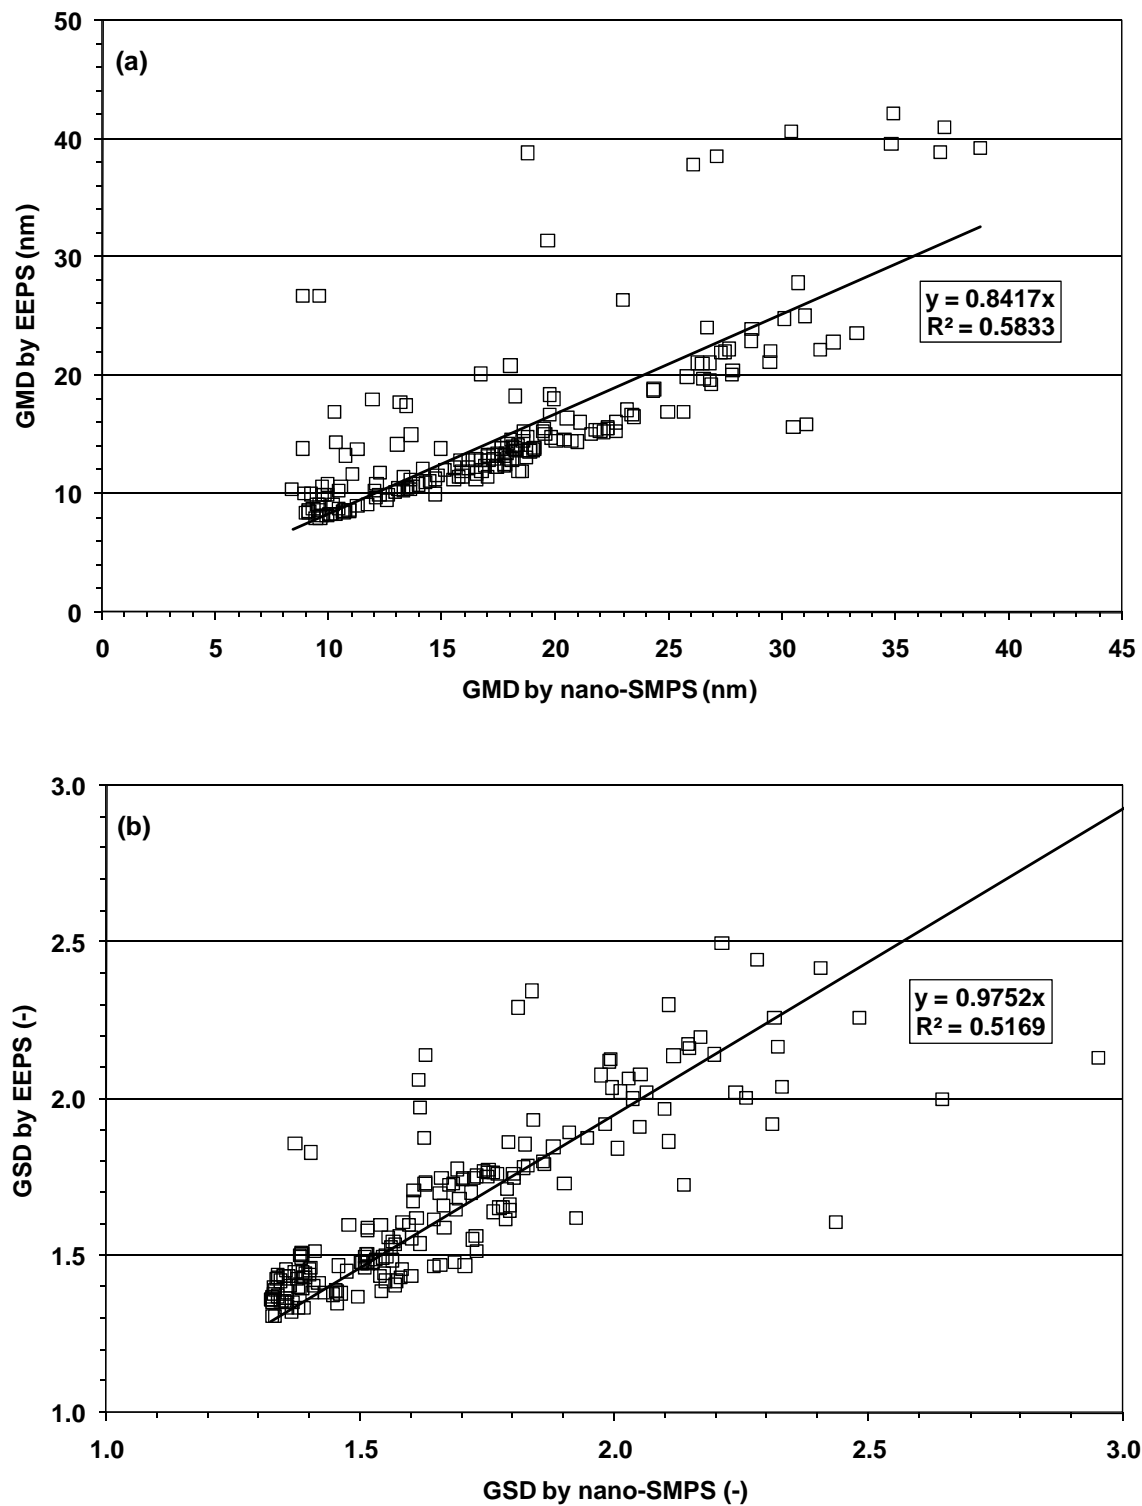 50
(a)
40
30
20
10
0
GMD by EEPS (nm)
y = 0.8417x
R² = 0.5833
0 5 10 15 20 25 30 35 40 45
GMD by nano-SMPS (nm)
3.0
(b)
2.5
2.0
1.5
1.0
GSD by EEPS (-)
y = 0.9752x
R² = 0.5169
1.0 1.5 2.0 2.5 3.0
GSD by nano-SMPS (-)